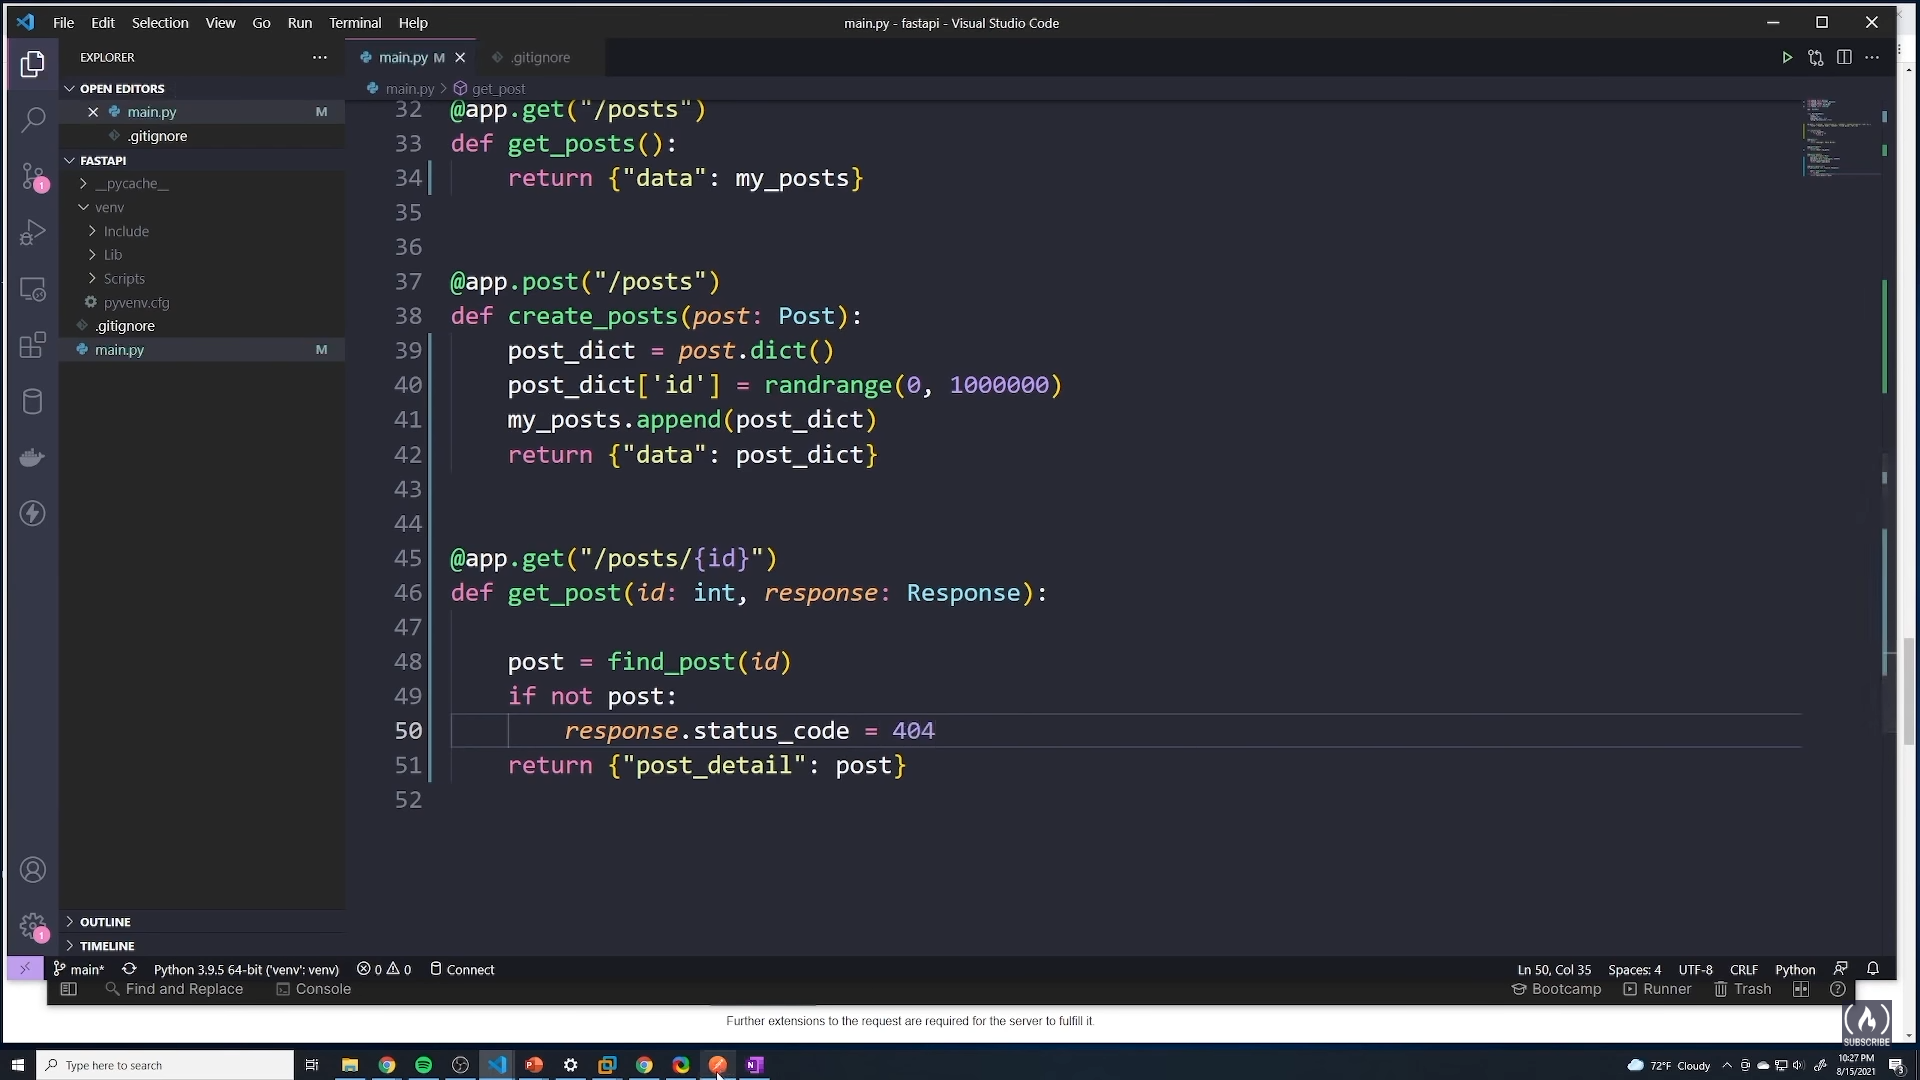 File Edit Selection View Go Run Terminal Help
main.py - fastapi - Visual Studio Code
EXPLORER
OPEN EDITORS
main.py M
.gitignore
FASTAPI
__pycache__
venv
Include
Lib
Scripts
pyvenv.cfg
.gitignore
main.py M
OUTLINE
TIMELINE
main.py M .gitignore
main.py > get_post
32 @app.get("/posts")
33 def get_posts():
34 return {"data": my_posts}
35
36
37 @app.post("/posts")
38 def create_posts(post: Post):
39 post_dict = post.dict()
40 post_dict['id'] = randrange(0, 1000000)
41 my_posts.append(post_dict)
42 return {"data": post_dict}
43
44
45 @app.get("/posts/{id}")
46 def get_post(id: int, response: Response):
47
48 post = find_post(id)
49 if not post:
50 response.status_code = 404
51 return {"post_detail": post}
52
1
1
main* Python 3.9.5 64-bit ('venv': venv) 0 0 Connect Ln 50, Col 35 Spaces: 4 UTF-8 CRLF Python
Find and Replace Console Bootcamp Runner Trash
Further extensions to the request are required for the server to fulfill it.
SUBSCRIBE
Type here to search 72°F Cloudy 10:27 PM
8/15/2021
3